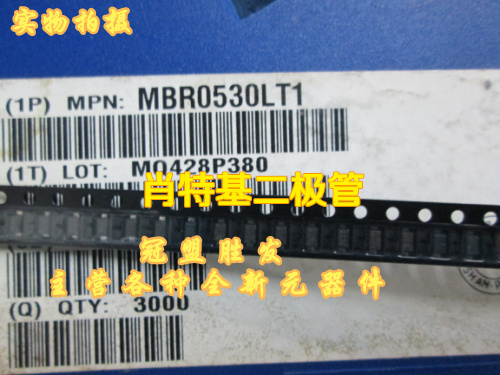 实物拍摄
(1P) MPN: MBR0530LT1
(1T) LOT: MQ428P380
肖特基二极管
冠盟胜发
主营各种全新元器件
(Q) QTY: 3000